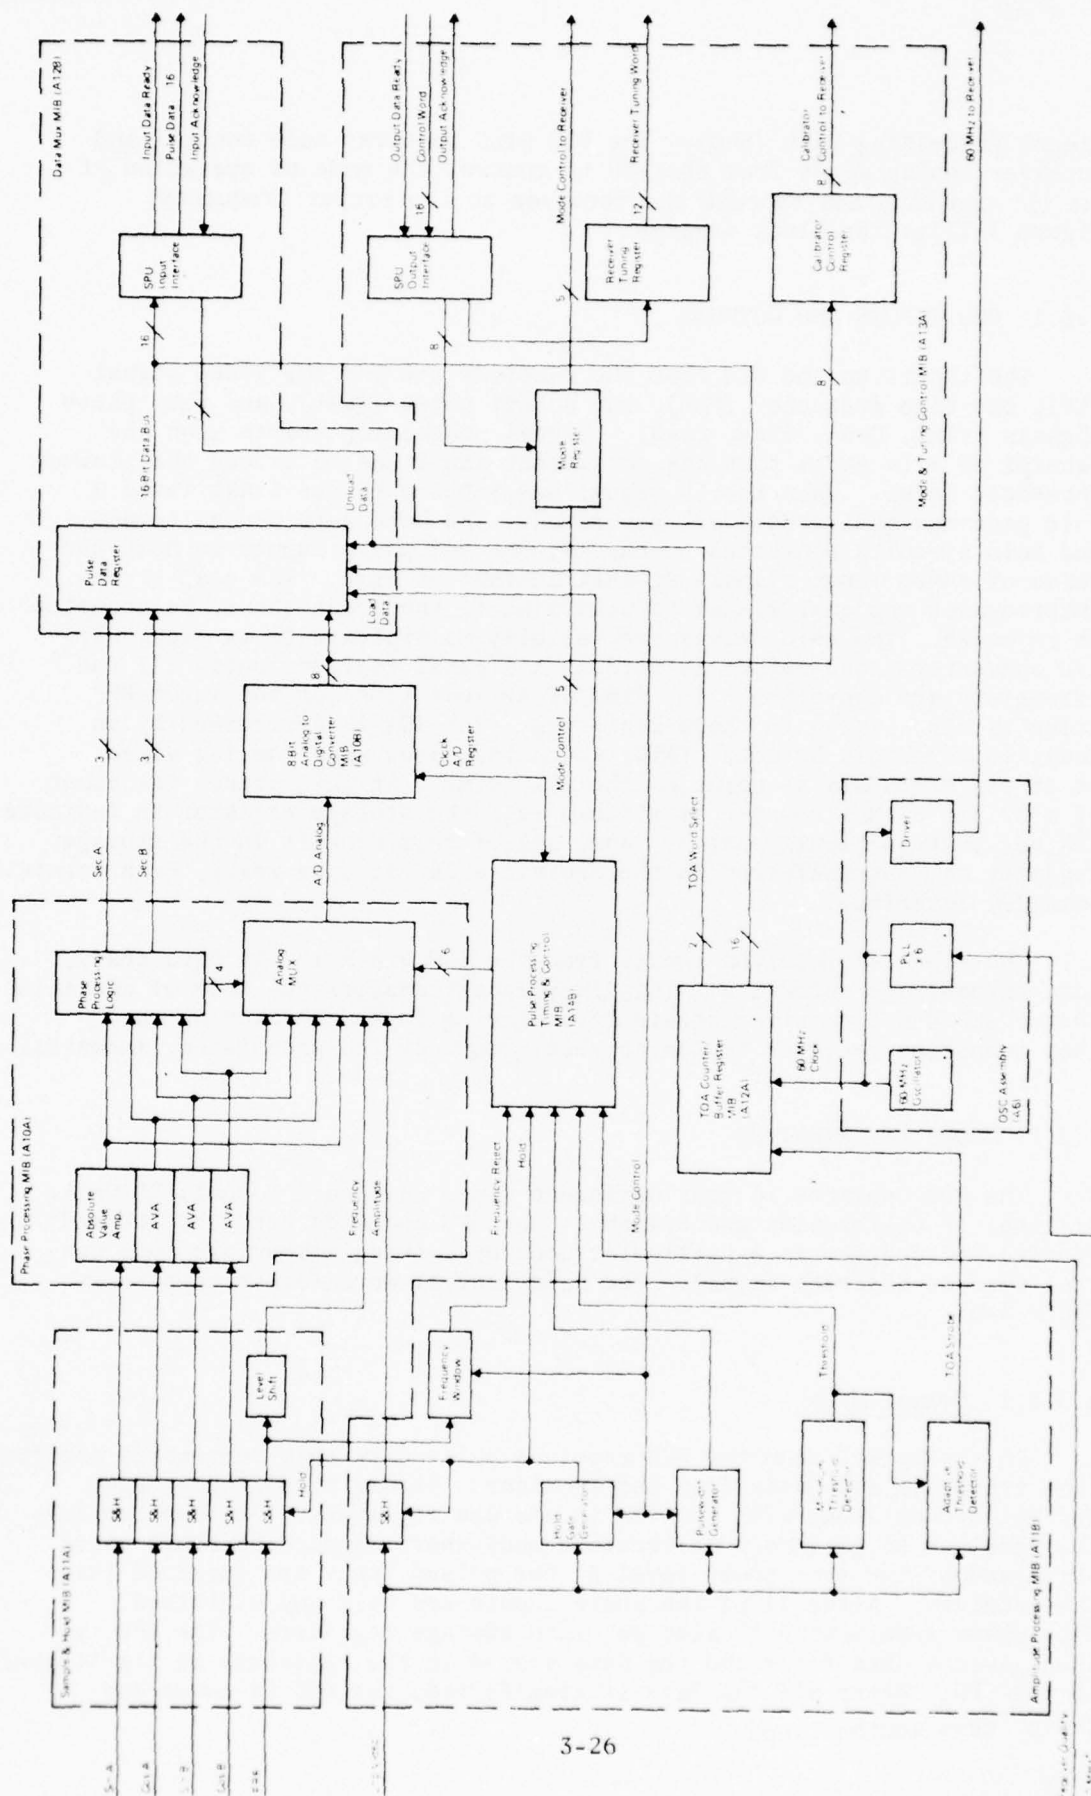 Data Mux MIB (A12B)
Input Data Ready
Pulse Data 16
Input Acknowledge
Output Data Ready
Control Word
Output Acknowledge
Mode Control to Receiver
Receiver Tuning Word
Calibrator
Control to Receiver
60 MHz to Receiver
SPU
Input
Interface
16
SPU
Output
Interface
16
8
5
Receiver
Tuning
Register
12
Calibrator
Control
Register
8
8
16 Bit Data Bus
7
Unload
Data
Mode
Register
Mode & Tuning Control MIB (A13A)
Pulse
Data
Register
Load
Data
3
3
8
8 Bit
Analog to
Digital
Converter
MIB
(A10B)
Clock
A/D
Register
5
Mode Control
Sec A
Sec B
A/D Analog
TOA Word Select
Driver
Phase
Processing
Logic
4
Analog
MUX
6
Pulse Processing
Timing & Control
MIB
(A14B)
2
16
PLL
x 6
TOA Counter/
Buffer Register
MIB
(A12A)
60 MHz
Clock
60 MHz
Oscillator
OSC Assembly
(A6)
Phase Processing MIB (A10A)
Absolute
Value
Amp
AVA
AVA
AVA
Frequency
Amplitude
Frequency Reject
Hold
Mode Control
Level
Shift
Frequency
Window
Threshold
TOA Strobe
Sample & Hold MIB (A11A)
S&H
S&H
S&H
S&H
S&H
Hold
S&H
Hold
Gate
Generator
Pulsewidth
Generator
Minimum
Threshold
Detector
Adaptive
Threshold
Detector
Amplitude Processing MIB (A11B)
Cos A
Cos B
3-26